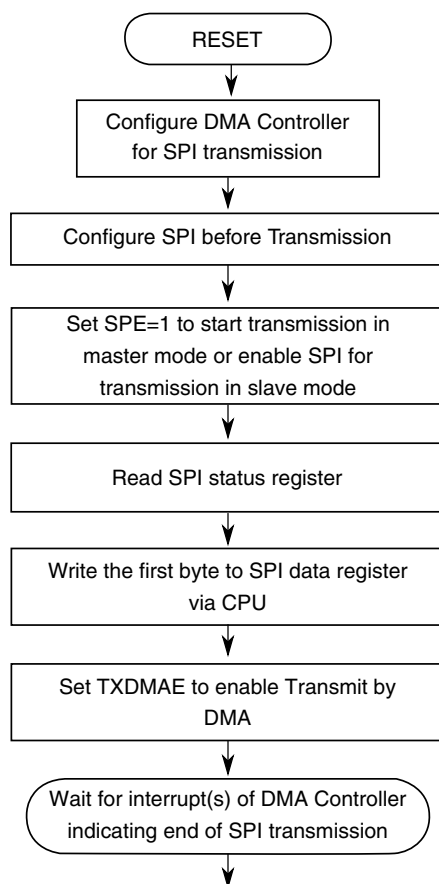 RESET
Configure DMA Controller
for SPI transmission
Configure SPI before Transmission
Set SPE=1 to start transmission in
master mode or enable SPI for
transmission in slave mode
Read SPI status register
Write the first byte to SPI data register
via CPU
Set TXDMAE to enable Transmit by
DMA
Wait for interrupt(s) of DMA Controller
indicating end of SPI transmission